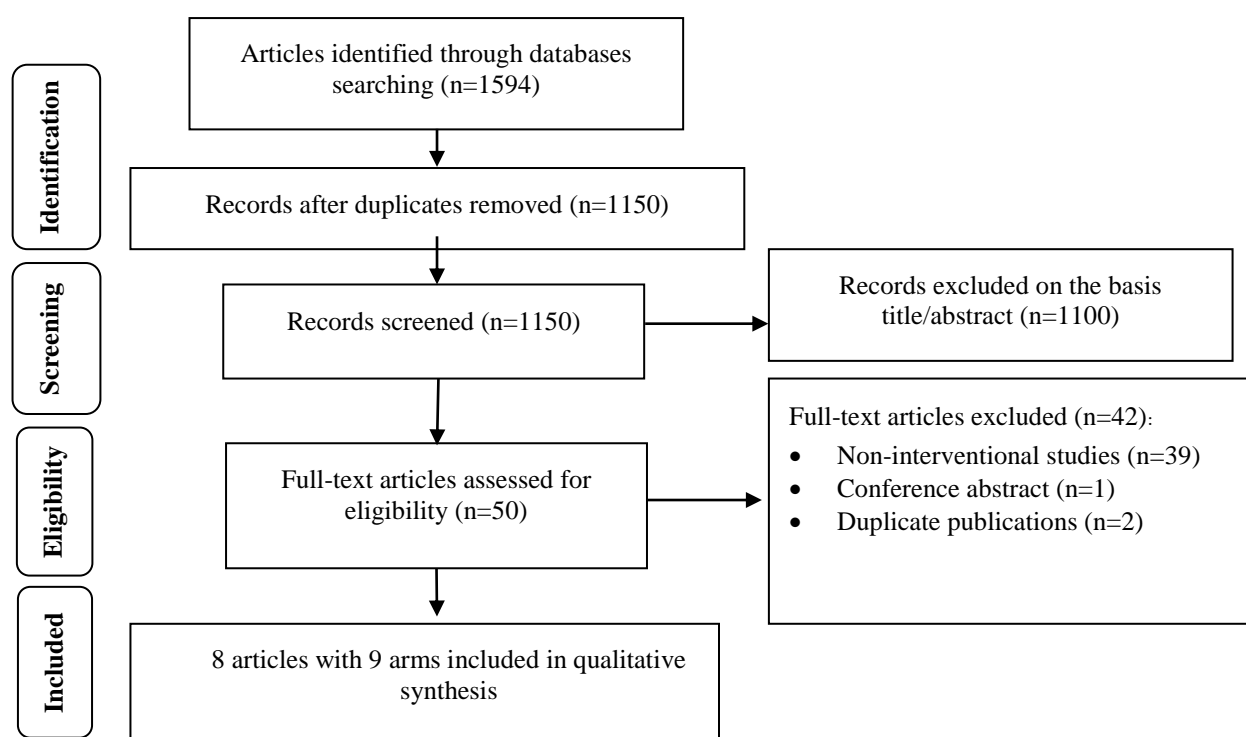 Identification
Articles identified through databases
searching (n=1594)
Records after duplicates removed (n=1150)
Screening
Records screened (n=1150)
Records excluded on the basis
title/abstract (n=1100)
Eligibility
Full-text articles assessed for
eligibility (n=50)
Full-text articles excluded (n=42):
• Non-interventional studies (n=39)
• Conference abstract (n=1)
• Duplicate publications (n=2)
Included
8 articles with 9 arms included in qualitative
synthesis